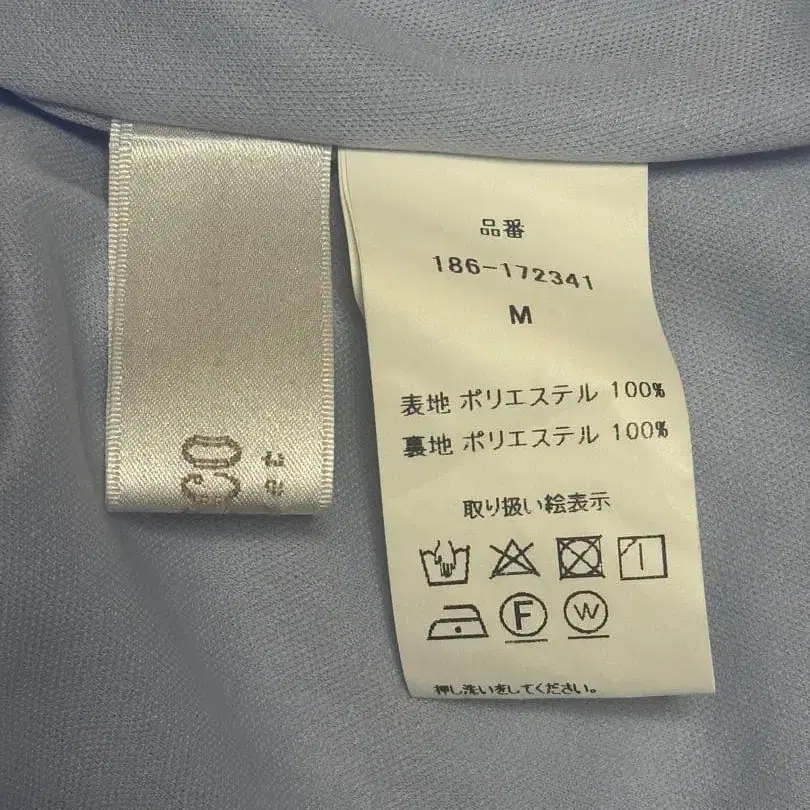 品番
186-172341
M
表地 ポリエステル 100%
裏地 ポリエステル 100%
取り扱い絵表示
F W
押し洗いをしてください。